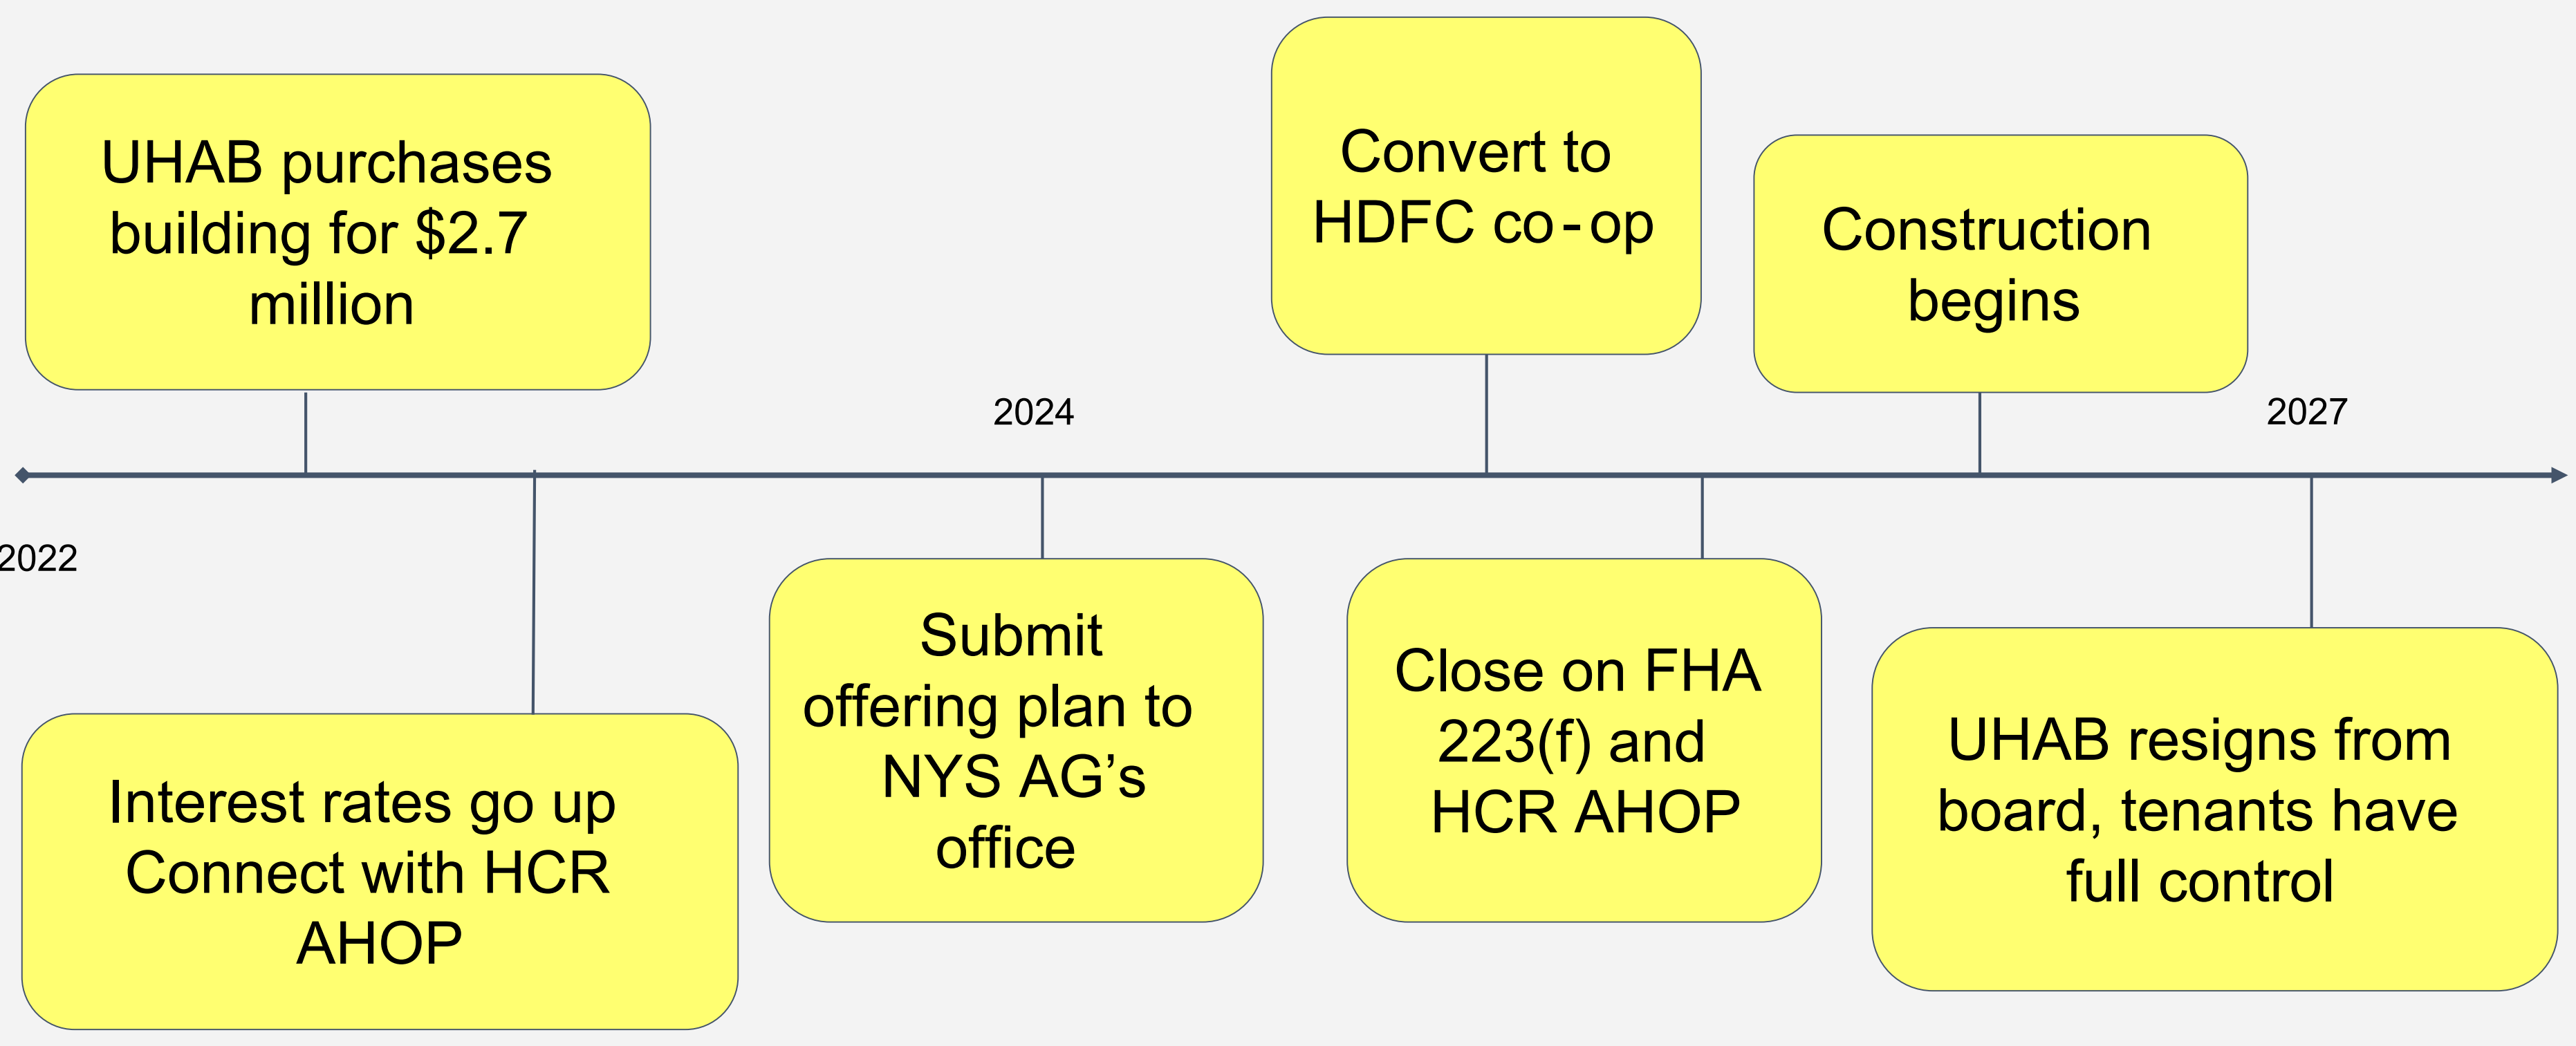 UHAB purchases
building for $2.7
million
Convert to
HDFC co-op
Construction
begins
2024
2027
2022
Interest rates go up
Connect with HCR
AHOP
Submit
offering plan to
NYS AG’s
office
Close on FHA
223(f) and
HCR AHOP
UHAB resigns from
board, tenants have
full control